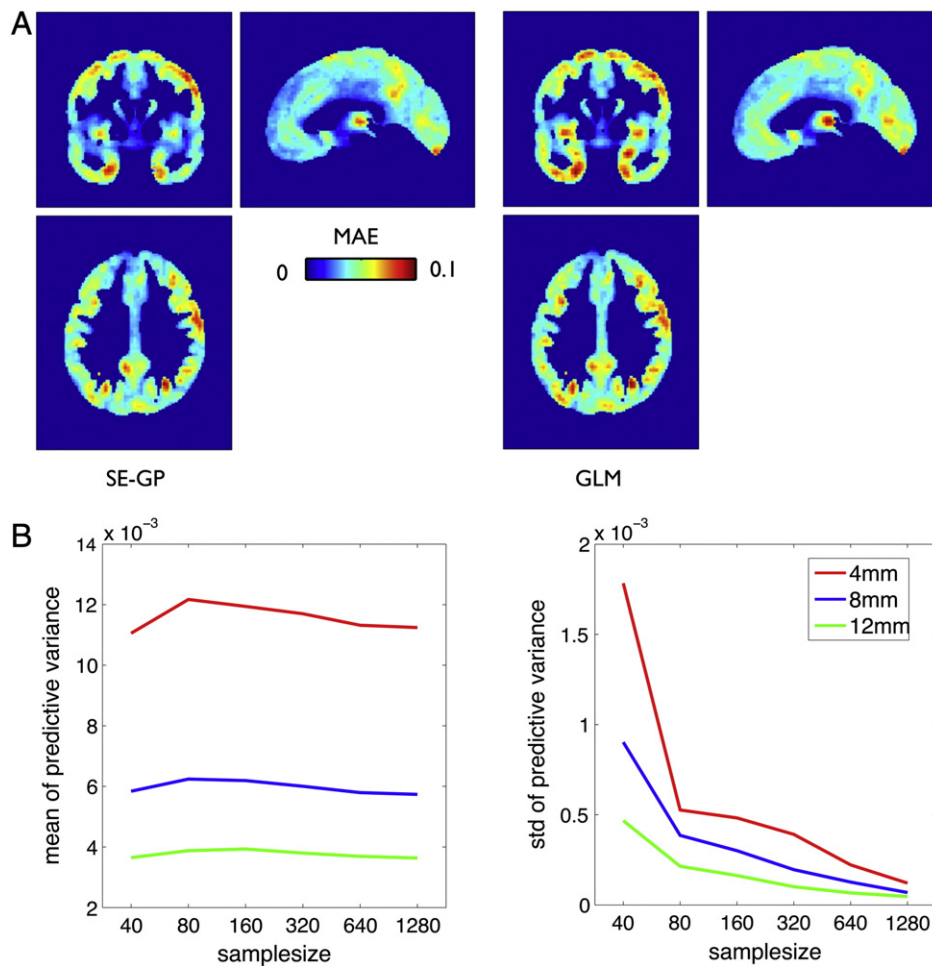 A
MAE
0
0.1
SE-GP
GLM
B
x 10⁻³
14
12
10
8
6
4
2
mean of predictive variance
40 80 160 320 640 1280
samplesize
x 10⁻³
2
1.5
1
0.5
0
std of predictive variance
4mm
8mm
12mm
40 80 160 320 640 1280
samplesize